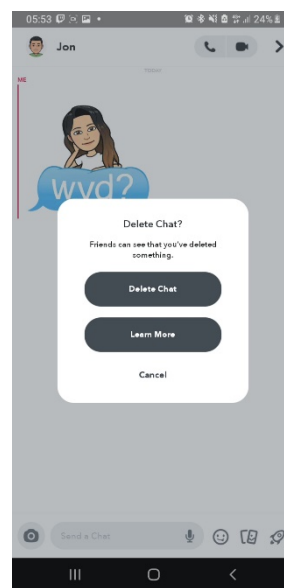 05:53 24%
Jon
TODAY
ME
wyd?
Delete Chat?
Friends can see that you've deleted
something.
Delete Chat
Learn More
Cancel
Send a Chat